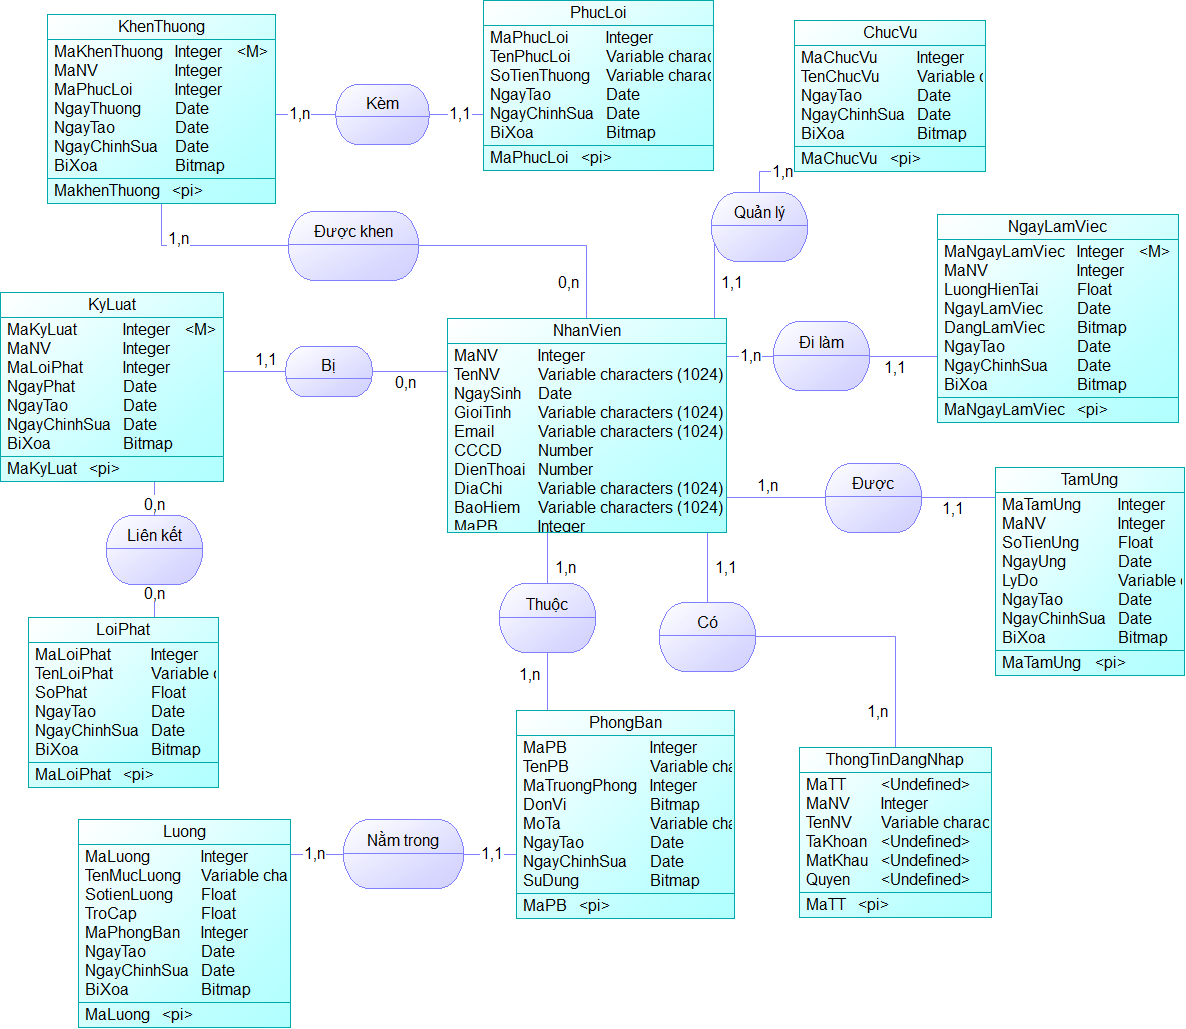 KhenThuong
MaKhenThuong Integer <M>
MaNV Integer
MaPhucLoi Integer
NgayThuong Date
NgayTao Date
NgayChinhSua Date
BiXoa Bitmap
MakhenThuong <pi>
1,n
Kèm
1,1
PhucLoi
MaPhucLoi Integer
TenPhucLoi Variable charac
SoTienThuong Variable charac
NgayTao Date
NgayChinhSua Date
BiXoa Bitmap
MaPhucLoi <pi>
ChucVu
MaChucVu Integer
TenChucVu Variable c
NgayTao Date
NgayChinhSua Date
BiXoa Bitmap
MaChucVu <pi>
1,n
Quản lý
1,1
1,n
Được khen
0,n
NgayLamViec
MaNgayLamViec Integer <M>
MaNV Integer
LuongHienTai Float
NgayLamViec Date
DangLamViec Bitmap
NgayTao Date
NgayChinhSua Date
BiXoa Bitmap
MaNgayLamViec <pi>
KyLuat
MaKyLuat Integer <M>
MaNV Integer
MaLoiPhat Integer
NgayPhat Date
NgayTao Date
NgayChinhSua Date
BiXoa Bitmap
MaKyLuat <pi>
1,1
Bị
0,n
NhanVien
MaNV Integer
TenNV Variable characters (1024)
NgaySinh Date
GioiTinh Variable characters (1024)
Email Variable characters (1024)
CCCD Number
DienThoai Number
DiaChi Variable characters (1024)
BaoHiem Variable characters (1024)
MaPB Integer
1,n
Đi làm
1,1
1,n
Được
1,1
TamUng
MaTamUng Integer
MaNV Integer
SoTienUng Float
NgayUng Date
LyDo Variable c
NgayTao Date
NgayChinhSua Date
BiXoa Bitmap
MaTamUng <pi>
0,n
Liên kết
0,n
LoiPhat
MaLoiPhat Integer
TenLoiPhat Variable c
SoPhat Float
NgayTao Date
NgayChinhSua Date
BiXoa Bitmap
MaLoiPhat <pi>
1,n
Thuộc
1,n
1,1
Có
1,n
PhongBan
MaPB Integer
TenPB Variable cha
MaTruongPhong Integer
DonVi Bitmap
MoTa Variable cha
NgayTao Date
NgayChinhSua Date
SuDung Bitmap
MaPB <pi>
ThongTinDangNhap
MaTT <Undefined>
MaNV Integer
TenNV Variable charac
TaKhoan <Undefined>
MatKhau <Undefined>
Quyen <Undefined>
MaTT <pi>
Luong
MaLuong Integer
TenMucLuong Variable cha
SotienLuong Float
TroCap Float
MaPhongBan Integer
NgayTao Date
NgayChinhSua Date
BiXoa Bitmap
MaLuong <pi>
1,n
Nằm trong
1,1